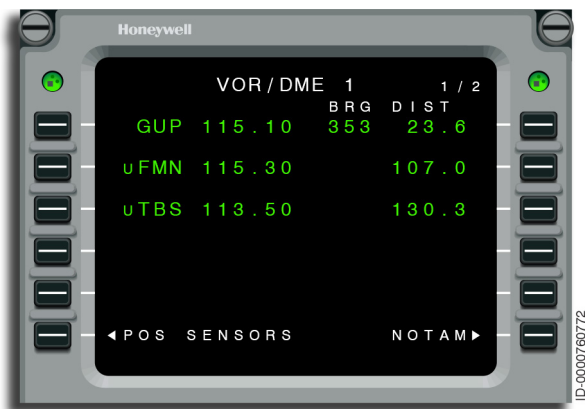 Honeywell
VOR/DME 1 1/2
BRG DIST
GUP 115.10 353 23.6
uFMN 115.30 107.0
uTBS 113.50 130.3
◀POS SENSORS NOTAM▶
ID-0000760772